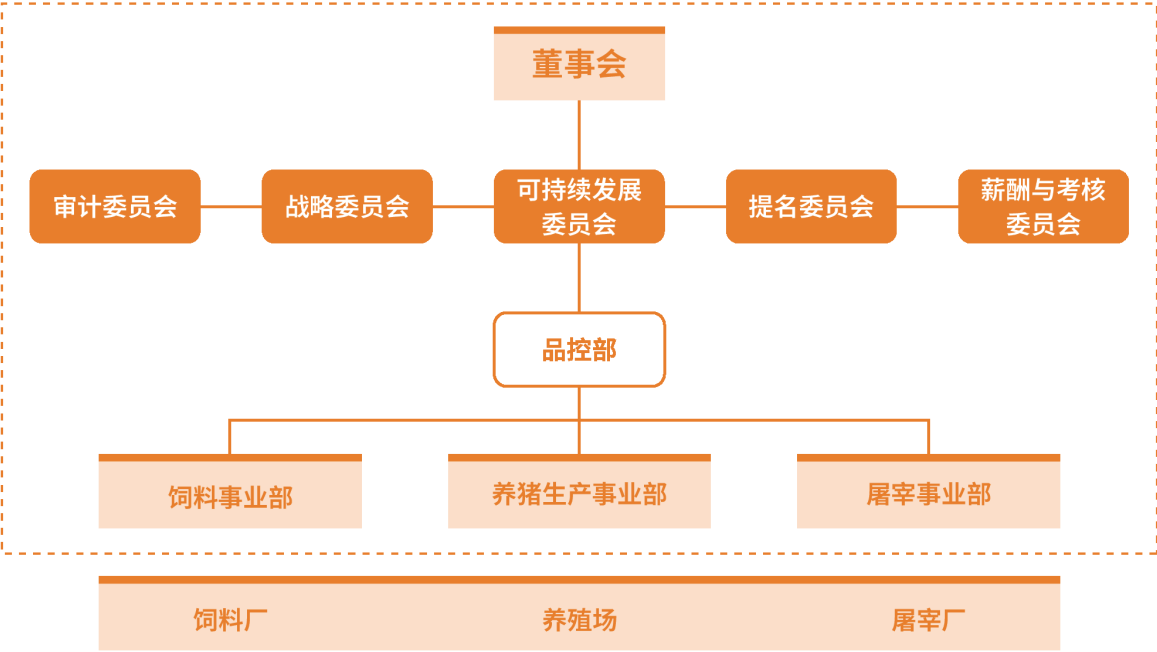 董事会
审计委员会
战略委员会
可持续发展
委员会
提名委员会
薪酬与考核
委员会
品控部
饲料事业部
养猪生产事业部
屠宰事业部
饲料厂
养殖场
屠宰厂